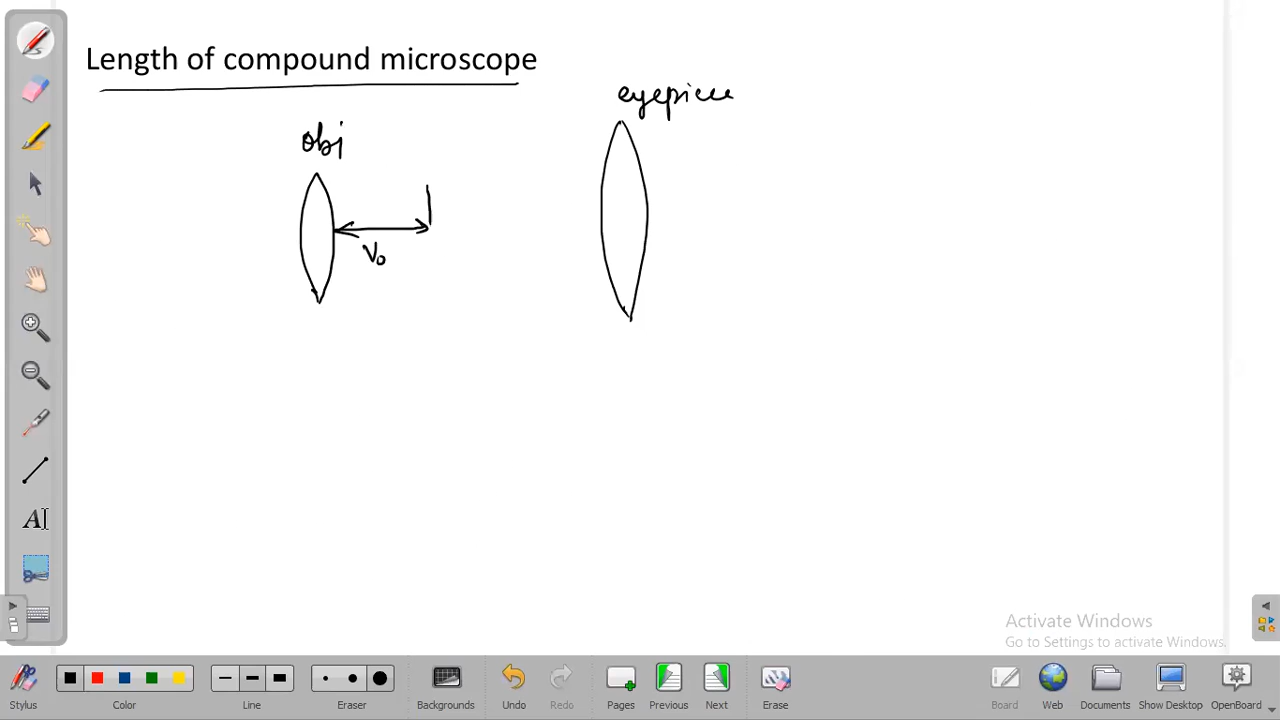 Length of compound microscope
eyepiece
obj
V₀
Activate Windows
Go to Settings to activate Windows.
Stylus
Color
Line
Eraser
Backgrounds
Undo
Redo
Pages
Previous
Next
Erase
Board
Web
Documents
Show Desktop
OpenBoard